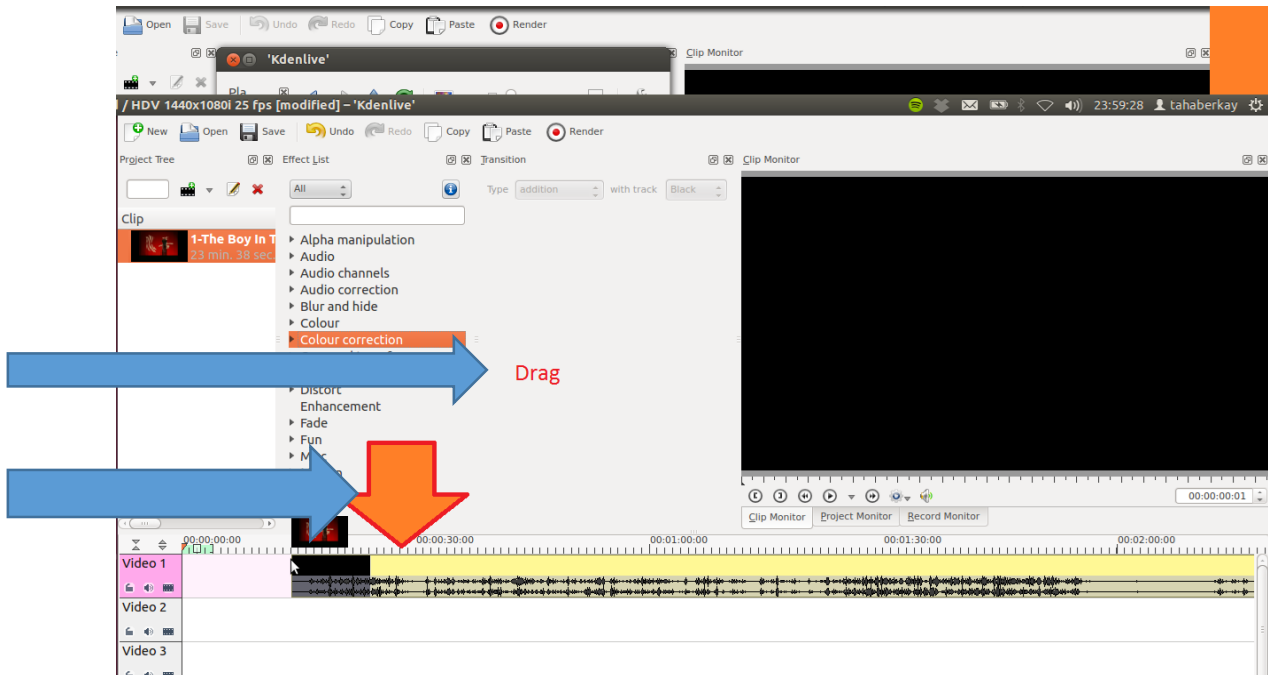 Open Save Undo Redo Copy Paste Render
'Kdenlive' Clip Monitor
/ HDV 1440x1080i 25 fps [modified] – 'Kdenlive' 23:59:28 tahaberkay
New Open Save Undo Redo Copy Paste Render
Project Tree Effect List Transition Clip Monitor
All Type addition with track Black
Clip
1-The Boy In T
23 min. 38 sec.
Alpha manipulation
Audio
Audio channels
Audio correction
Blur and hide
Colour
Colour correction
Drag
Distort
Enhancement
Fade
Fun
00:00:00:01
Clip Monitor Project Monitor Record Monitor
00:00:00:00 00:00:30:00 00:01:00:00 00:01:30:00 00:02:00:00
Video 1
Video 2
Video 3